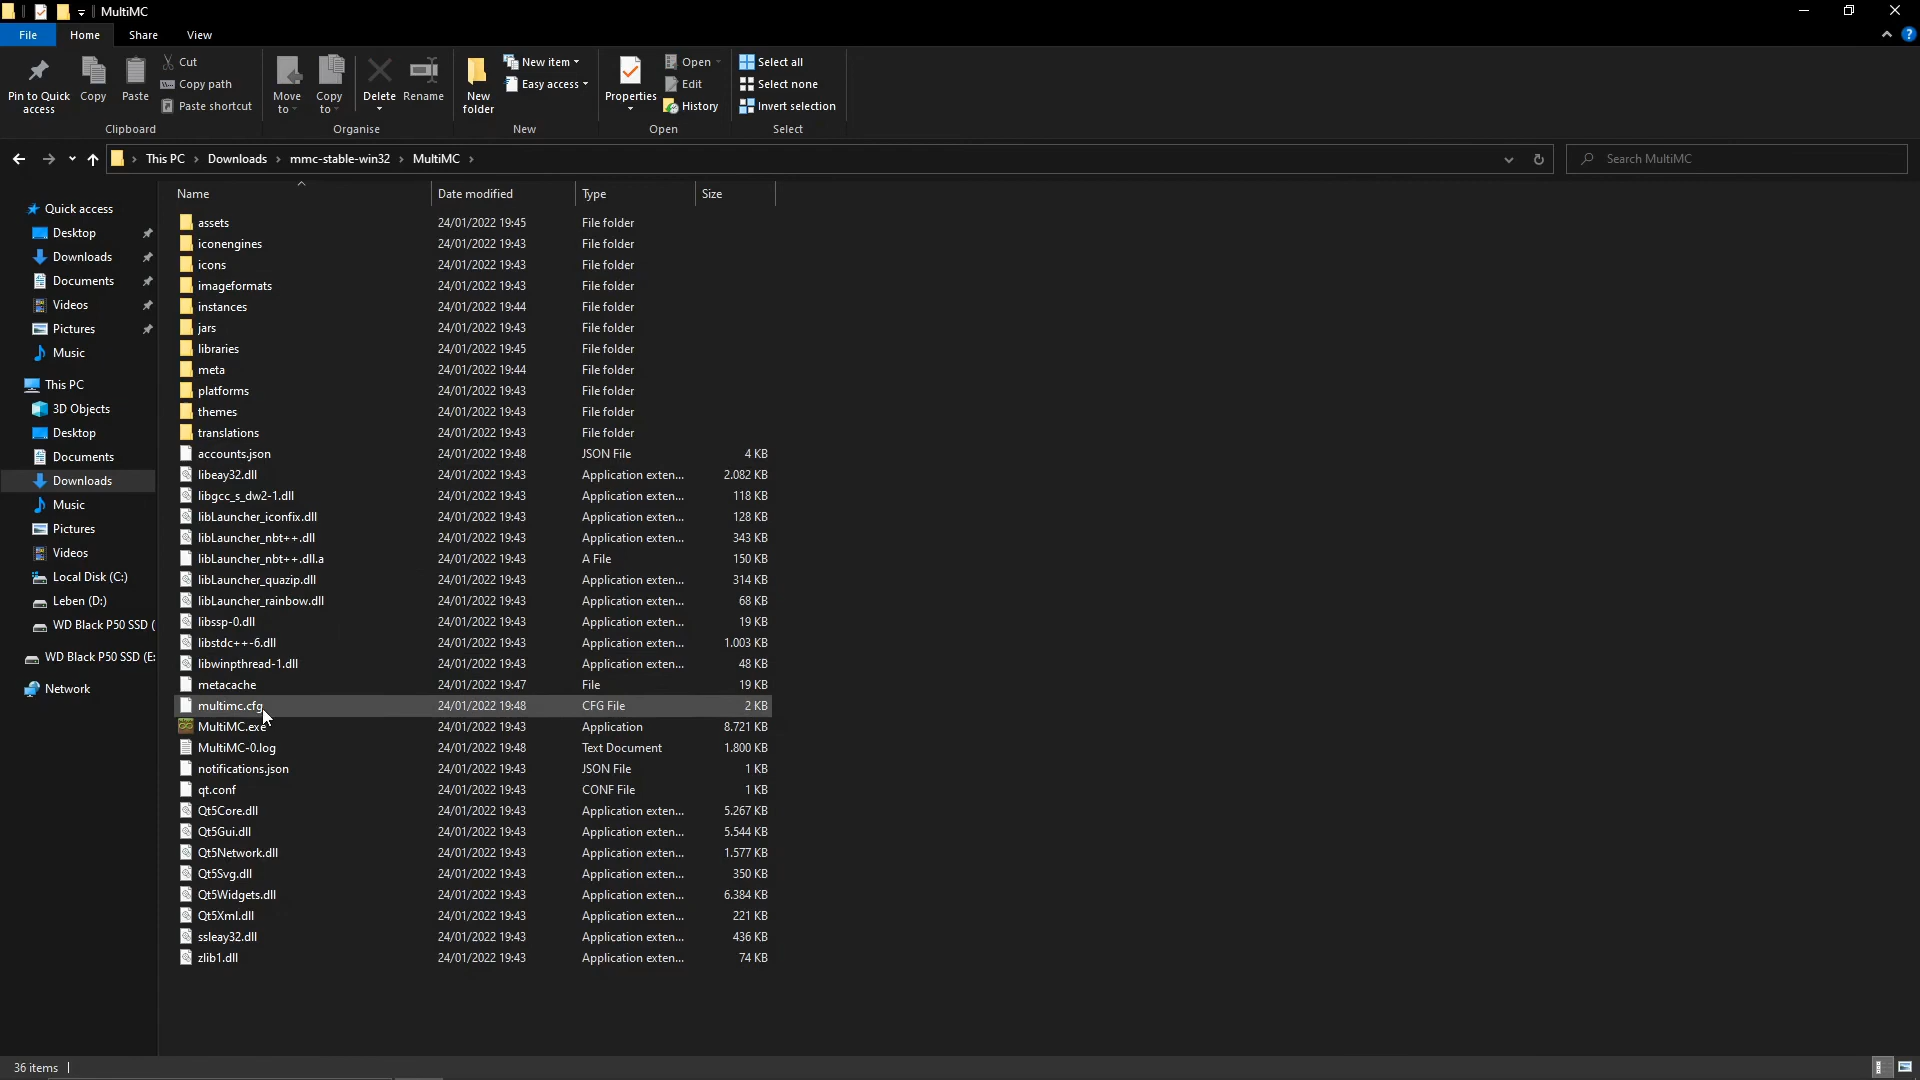 MultiMC
File Home Share View
Pin to Quick access
Copy
Paste
Cut
Copy path
Paste shortcut
Clipboard
Move to
Copy to
Delete
Rename
Organise
New folder
New item
Easy access
New
Properties
Open
Edit
History
Open
Select all
Select none
Invert selection
Select
This PC › Downloads › mmc-stable-win32 › MultiMC ›
Search MultiMC
Quick access
Desktop
Downloads
Documents
Videos
Pictures
Music
This PC
3D Objects
Desktop
Documents
Downloads
Music
Pictures
Videos
Local Disk (C:)
Leben (D:)
WD Black P50 SSD (
WD Black P50 SSD (E:
Network
Name Date modified Type Size
assets 24/01/2022 19:45 File folder
iconengines 24/01/2022 19:43 File folder
icons 24/01/2022 19:43 File folder
imageformats 24/01/2022 19:43 File folder
instances 24/01/2022 19:44 File folder
jars 24/01/2022 19:43 File folder
libraries 24/01/2022 19:45 File folder
meta 24/01/2022 19:44 File folder
platforms 24/01/2022 19:43 File folder
themes 24/01/2022 19:43 File folder
translations 24/01/2022 19:43 File folder
accounts.json 24/01/2022 19:48 JSON File 4 KB
libeay32.dll 24/01/2022 19:43 Application exten... 2.082 KB
libgcc_s_dw2-1.dll 24/01/2022 19:43 Application exten... 118 KB
libLauncher_iconfix.dll 24/01/2022 19:43 Application exten... 128 KB
libLauncher_nbt++.dll 24/01/2022 19:43 Application exten... 343 KB
libLauncher_nbt++.dll.a 24/01/2022 19:43 A File 150 KB
libLauncher_quazip.dll 24/01/2022 19:43 Application exten... 314 KB
libLauncher_rainbow.dll 24/01/2022 19:43 Application exten... 68 KB
libssp-0.dll 24/01/2022 19:43 Application exten... 19 KB
libstdc++-6.dll 24/01/2022 19:43 Application exten... 1.003 KB
libwinpthread-1.dll 24/01/2022 19:43 Application exten... 48 KB
metacache 24/01/2022 19:47 File 19 KB
multimc.cfg 24/01/2022 19:48 CFG File 2 KB
MultiMC.exe 24/01/2022 19:43 Application 8.721 KB
MultiMC-0.log 24/01/2022 19:48 Text Document 1.800 KB
notifications.json 24/01/2022 19:43 JSON File 1 KB
qt.conf 24/01/2022 19:43 CONF File 1 KB
Qt5Core.dll 24/01/2022 19:43 Application exten... 5.267 KB
Qt5Gui.dll 24/01/2022 19:43 Application exten... 5.544 KB
Qt5Network.dll 24/01/2022 19:43 Application exten... 1.577 KB
Qt5Svg.dll 24/01/2022 19:43 Application exten... 350 KB
Qt5Widgets.dll 24/01/2022 19:43 Application exten... 6.384 KB
Qt5Xml.dll 24/01/2022 19:43 Application exten... 221 KB
ssleay32.dll 24/01/2022 19:43 Application exten... 436 KB
zlib1.dll 24/01/2022 19:43 Application exten... 74 KB
36 items